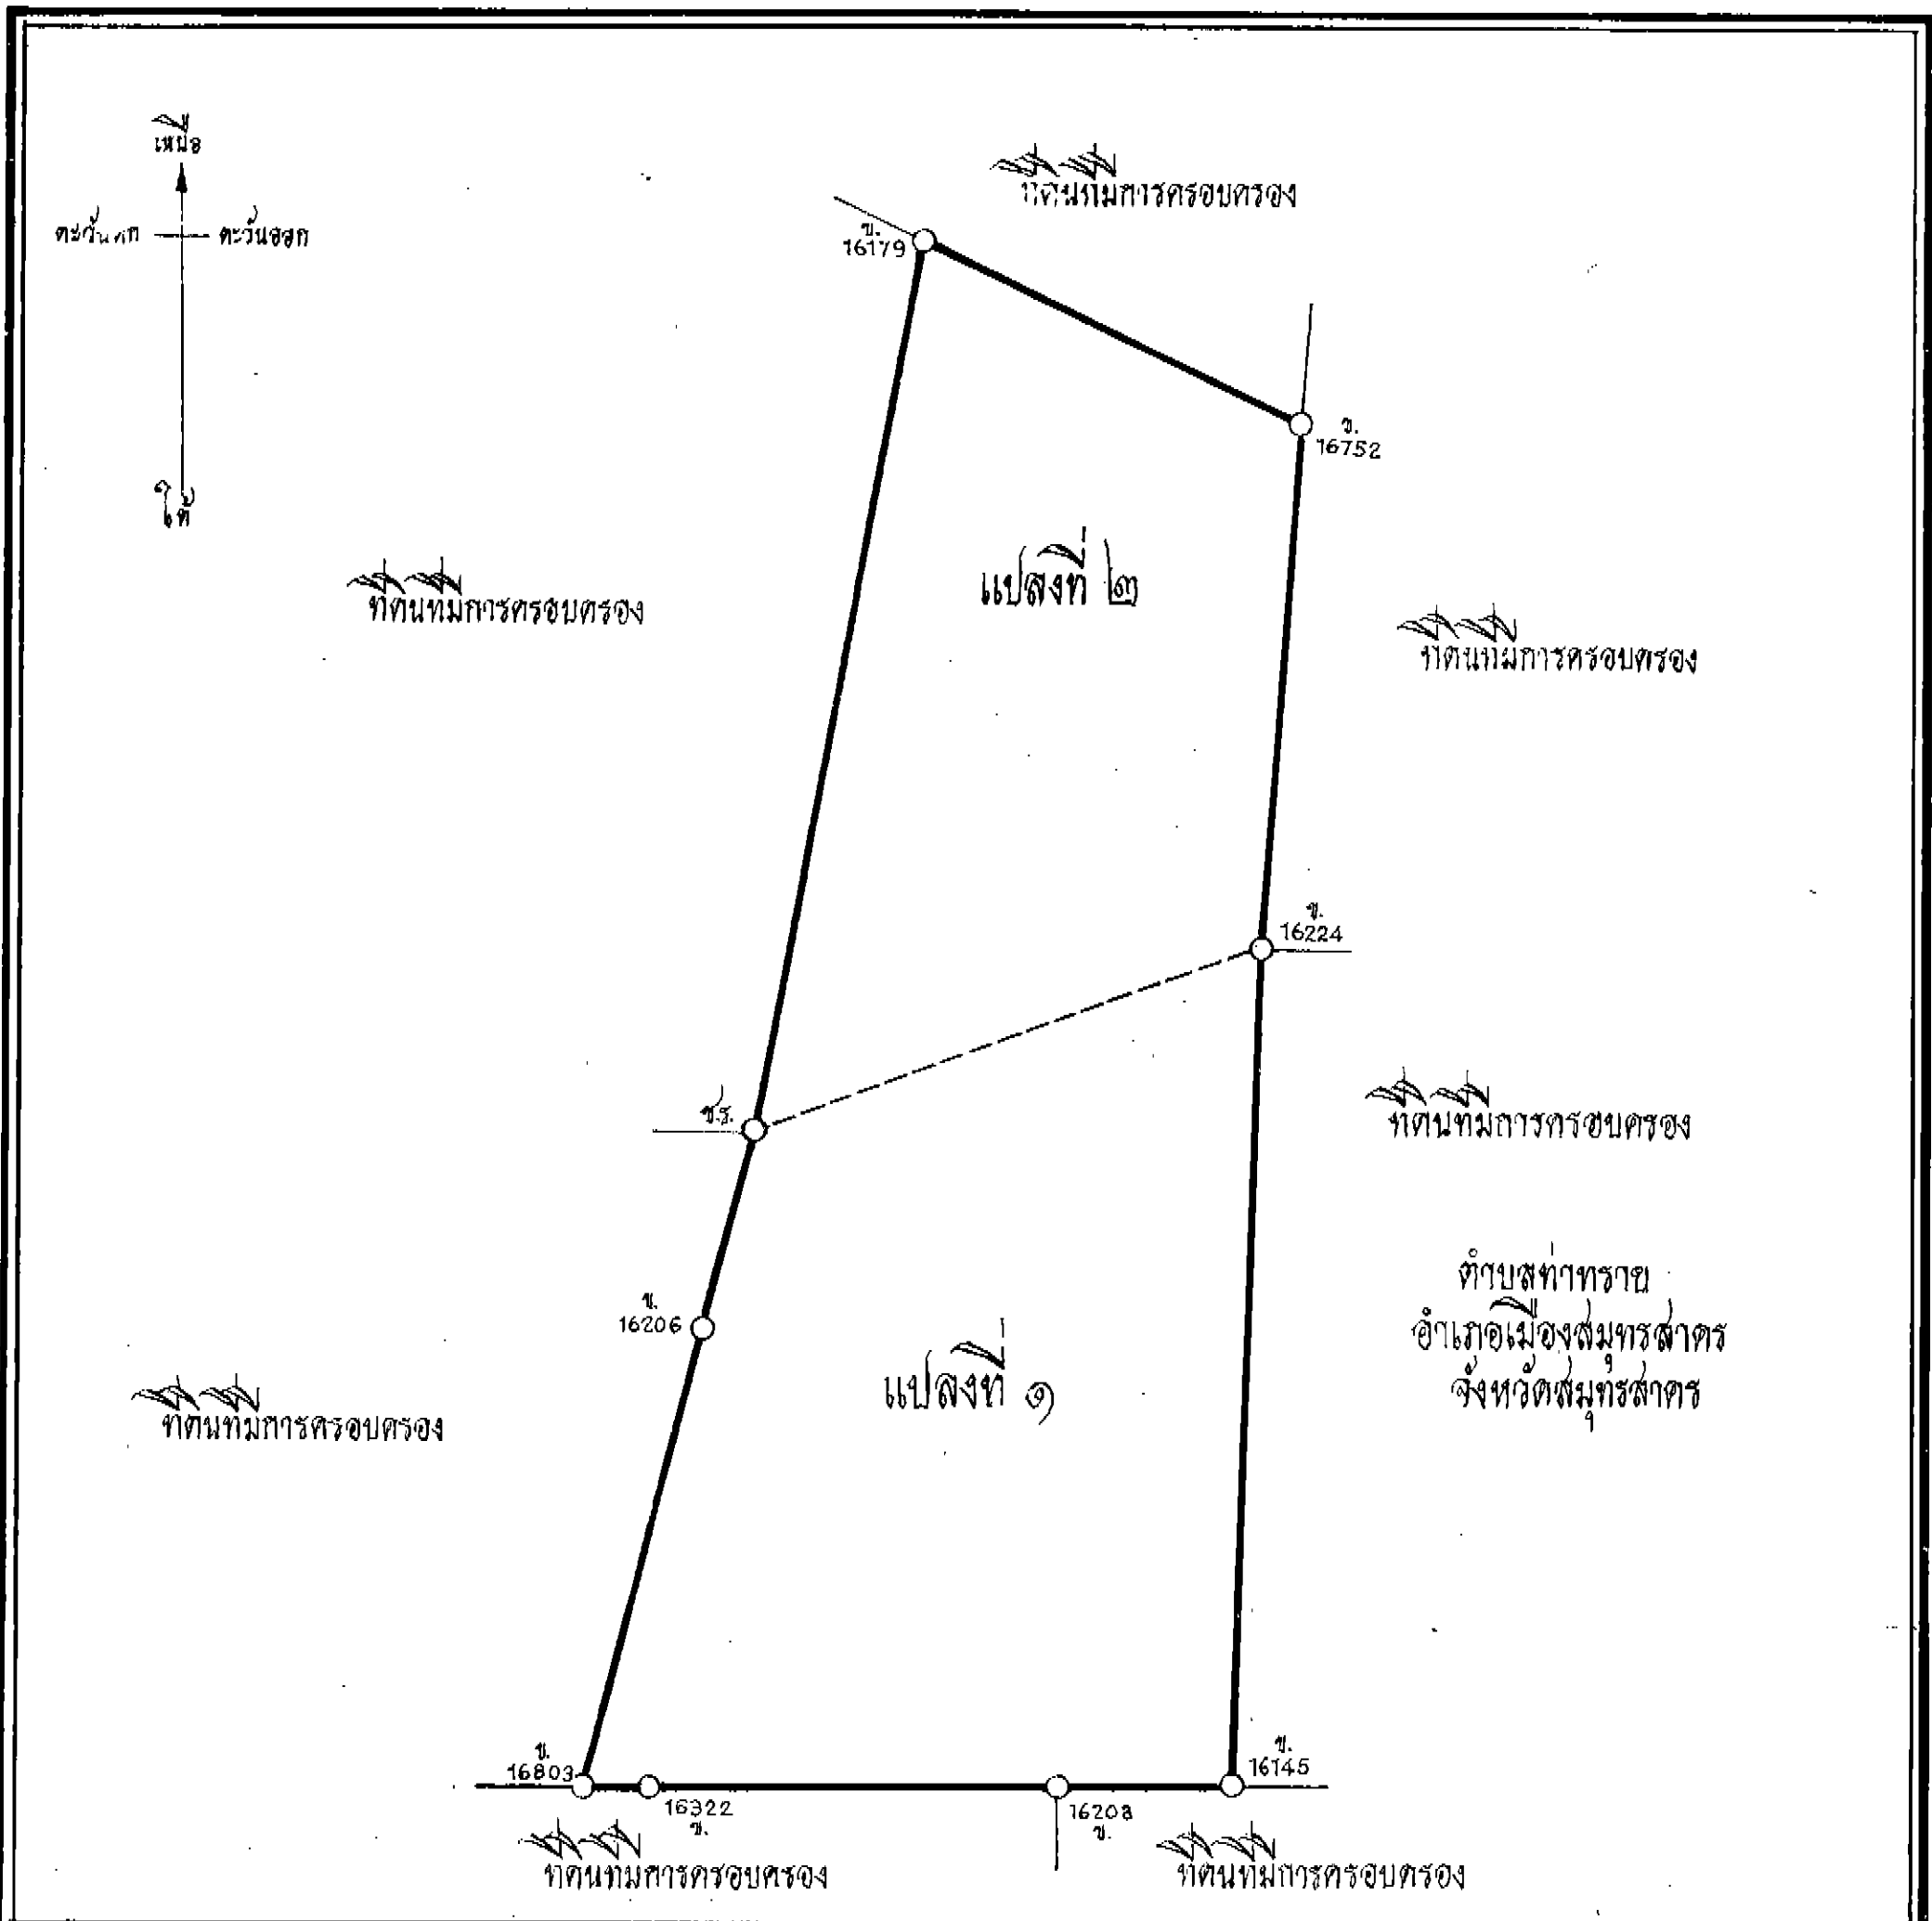 เหนือ
ที่ดินที่มีการครอบครอง
ตะวันตก
ตะวันออก
ข.
16179
ข.
16752
ใต้
แปลงที่ ๒
ที่ดินที่มีการครอบครอง
ที่ดินที่มีการครอบครอง
ข.
16224
ช.ร.
ที่ดินที่มีการครอบครอง
ตำบลท่าทราย
อำเภอเมืองสมุทรสาคร
จังหวัดสมุทรสาคร
ข.
16206
แปลงที่ ๑
ที่ดินที่มีการครอบครอง
ข.
16803
ข.
16145
16322
ข.
ข.
ที่ดินที่มีการครอบครอง
ที่ดินที่มีการครอบครอง